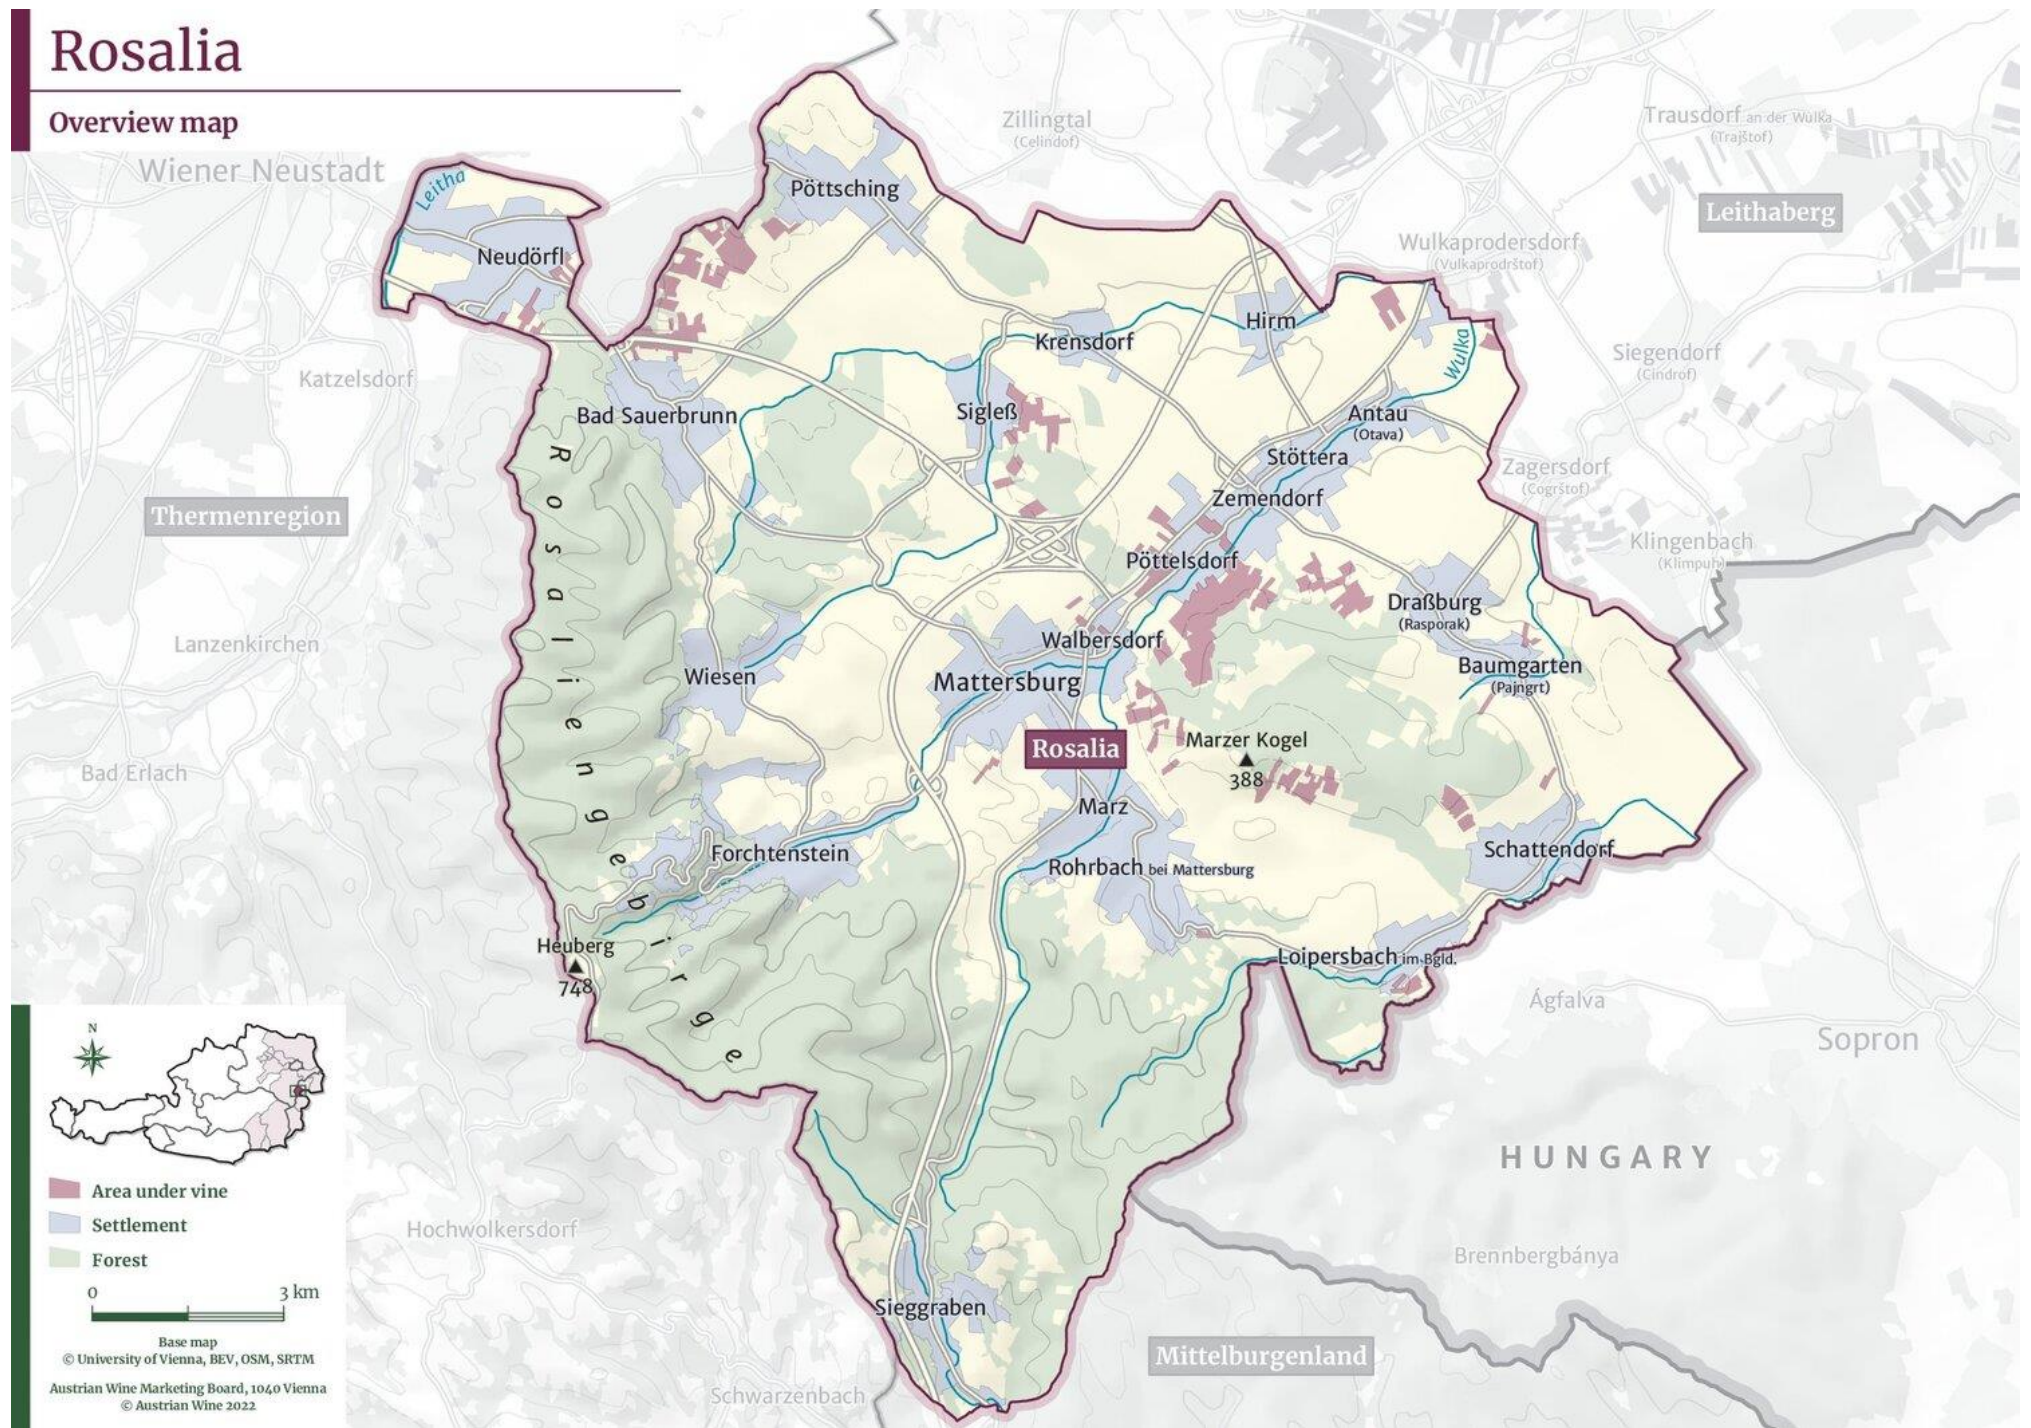 Rosalia
Overview map
Wiener Neustadt
Zillingtal
(Celindof)
Trausdorf an der Wulka
(Trajštof)
Leitha
Pöttsching
Leithaberg
Neudörfl
Wulkaprodersdorf
(Vulkaprodrštof)
Hirm
Krensdorf
Wulka
Siegendorf
(Cindrof)
Katzelsdorf
Bad Sauerbrunn
Sigleß
Antau
(Otava)
Stöttera
Zagersdorf
(Cogrštof)
Zemendorf
Thermenregion
Klingenbach
(Klimpuh)
Pöttelsdorf
Draßburg
(Rasporak)
Lanzenkirchen
Walbersdorf
Baumgarten
(Pajngrt)
Wiesen
Mattersburg
Rosalia
Marzer Kogel
388
Bad Erlach
Marz
Rosaliengebirge
Forchtenstein
Schattendorf
Rohrbach bei Mattersburg
Heuberg
748
Loipersbach im Bgld.
Ágfalva
Sopron
HUNGARY
Hochwolkersdorf
Brennbergbánya
Sieggraben
Mittelburgenland
Schwarzenbach
N
Area under vine
Settlement
Forest
0 3 km
Base map
© University of Vienna, BEV, OSM, SRTM
Austrian Wine Marketing Board, 1040 Vienna
© Austrian Wine 2022